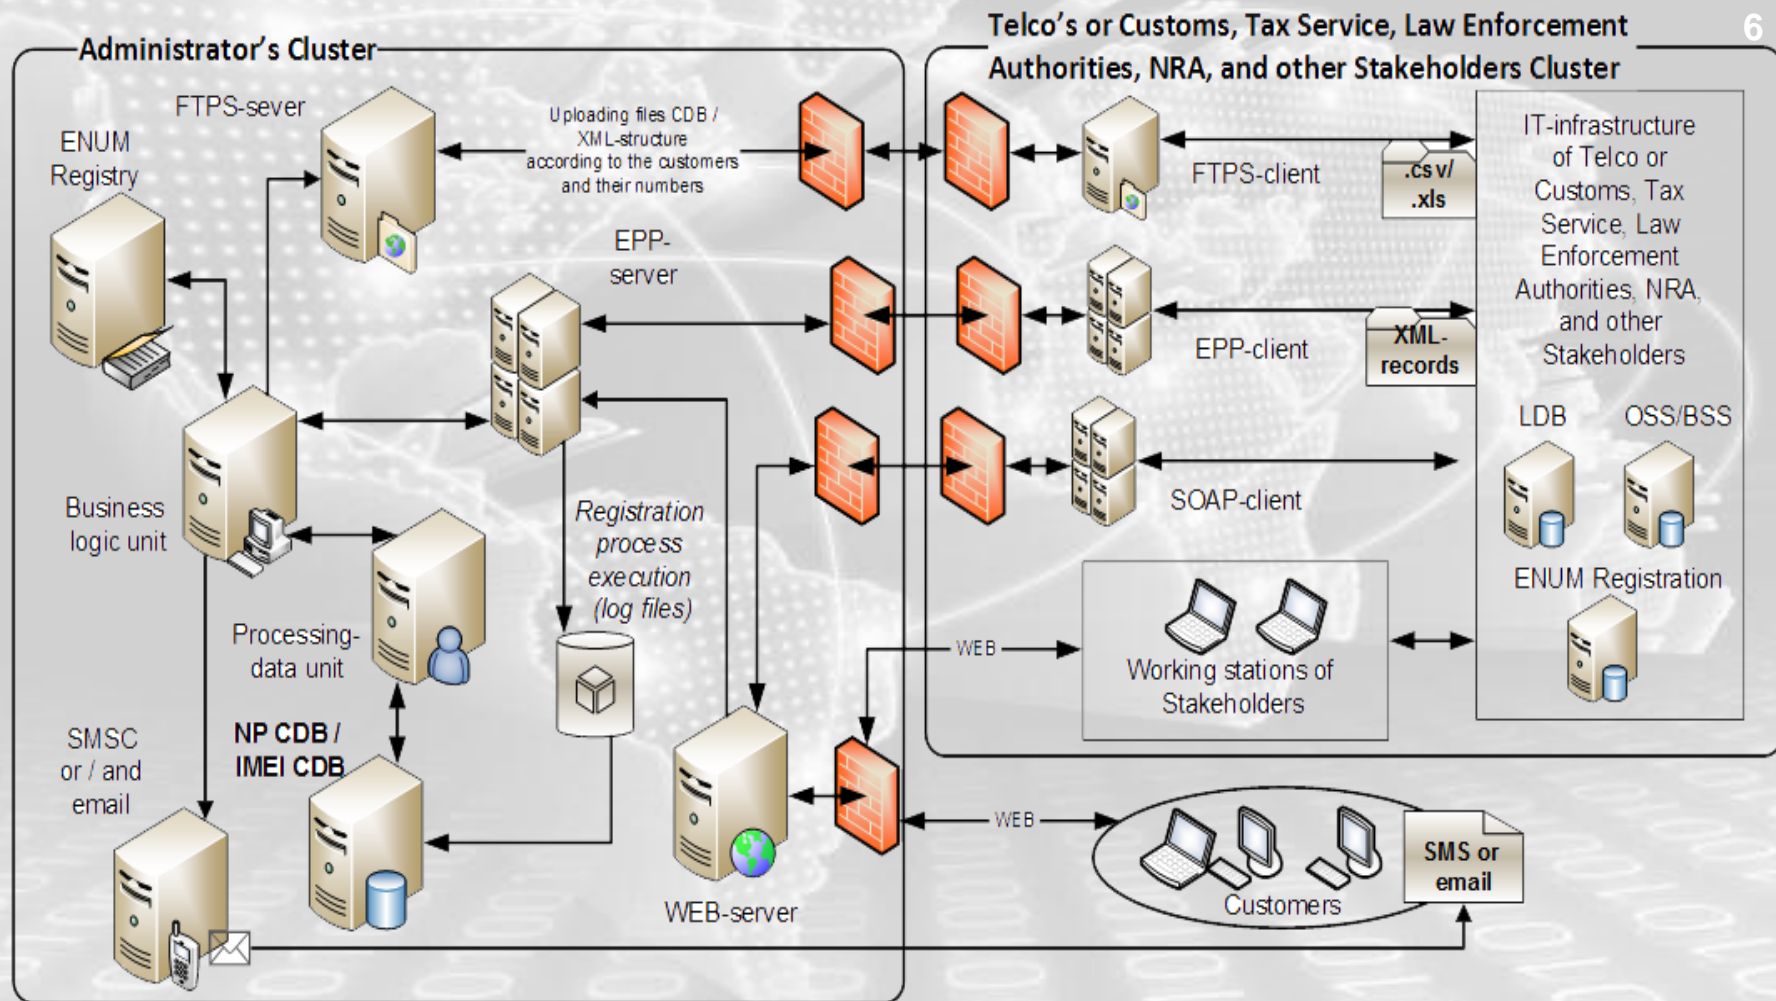 Telco's or Customs, Tax Service, Law Enforcement
Authorities, NRA, and other Stakeholders Cluster
6
Administrator's Cluster
FTPS-sever
ENUM
Registry
Uploading files CDB /
XML-structure
according to the customers
and their numbers
EPP-
server
Business
logic unit
Registration
process
execution
(log files)
Processing-
data unit
NP CDB /
IMEI CDB
SMSC
or / and
email
WEB-server
FTPS-client
.csv/
.xls
EPP-client
XML-
records
SOAP-client
IT-infrastructure
of Telco or
Customs, Tax
Service, Law
Enforcement
Authorities, NRA,
and other
Stakeholders
LDB
OSS/BSS
ENUM Registration
WEB
Working stations of
Stakeholders
WEB
Customers
SMS or
email